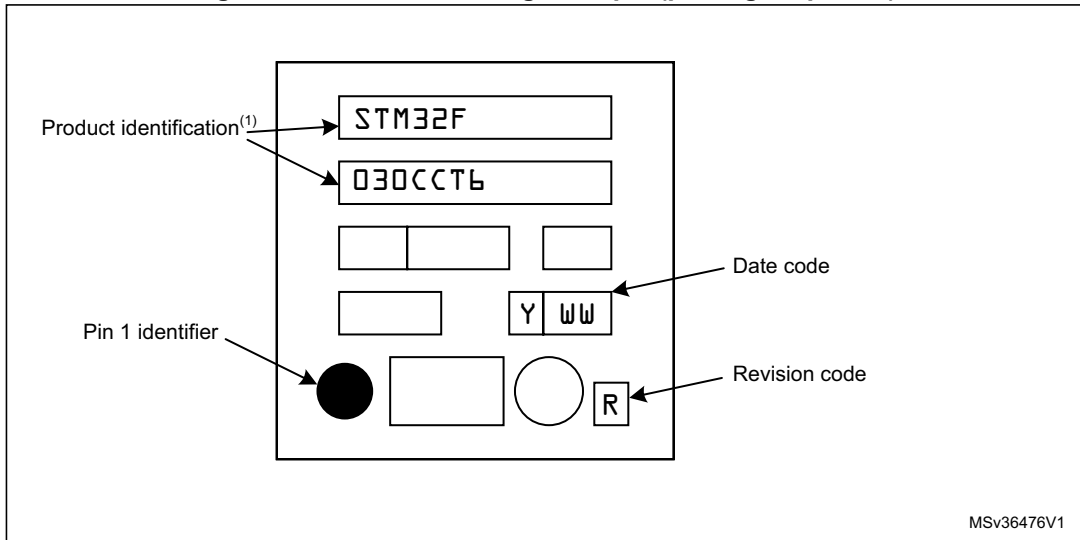 STM32F
Product identification(1)
030CCT6
Date code
Y WW
Pin 1 identifier
Revision code
R
MSv36476V1